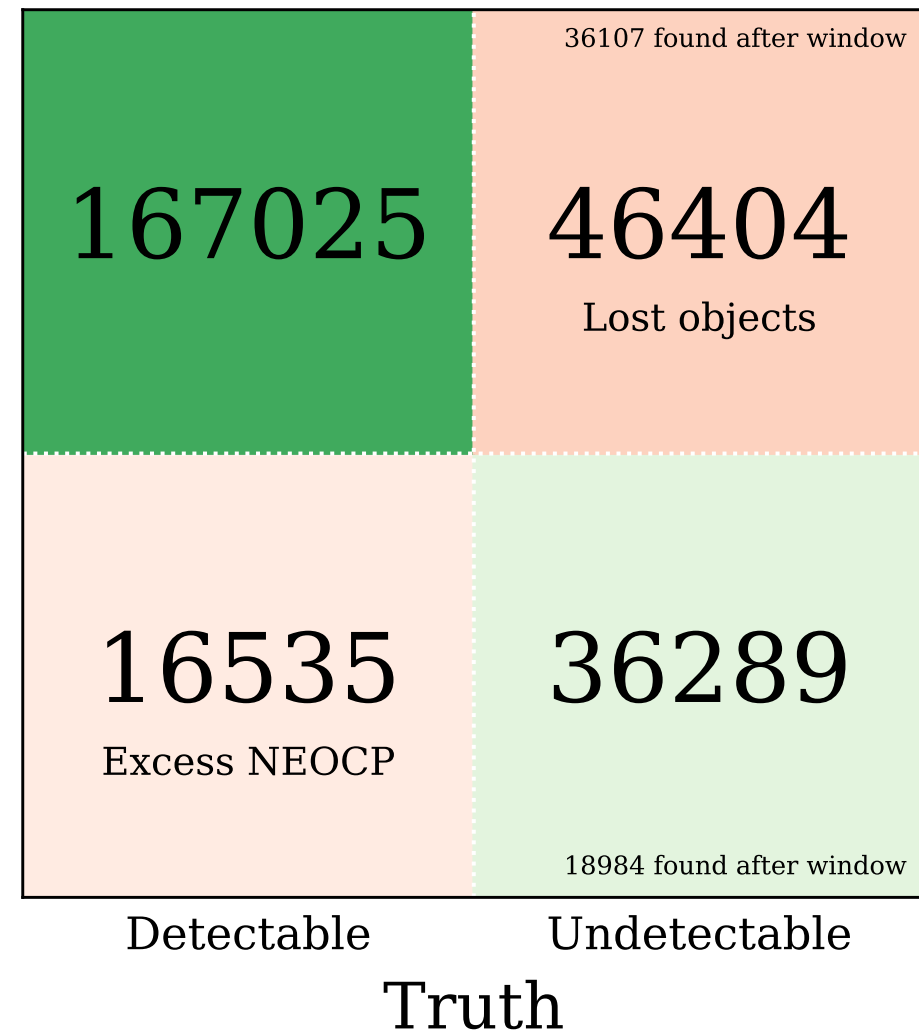 36107 found after window
167025
46404
Lost objects
16535
36289
Excess NEOCP
18984 found after window
Detectable
Undetectable
Truth